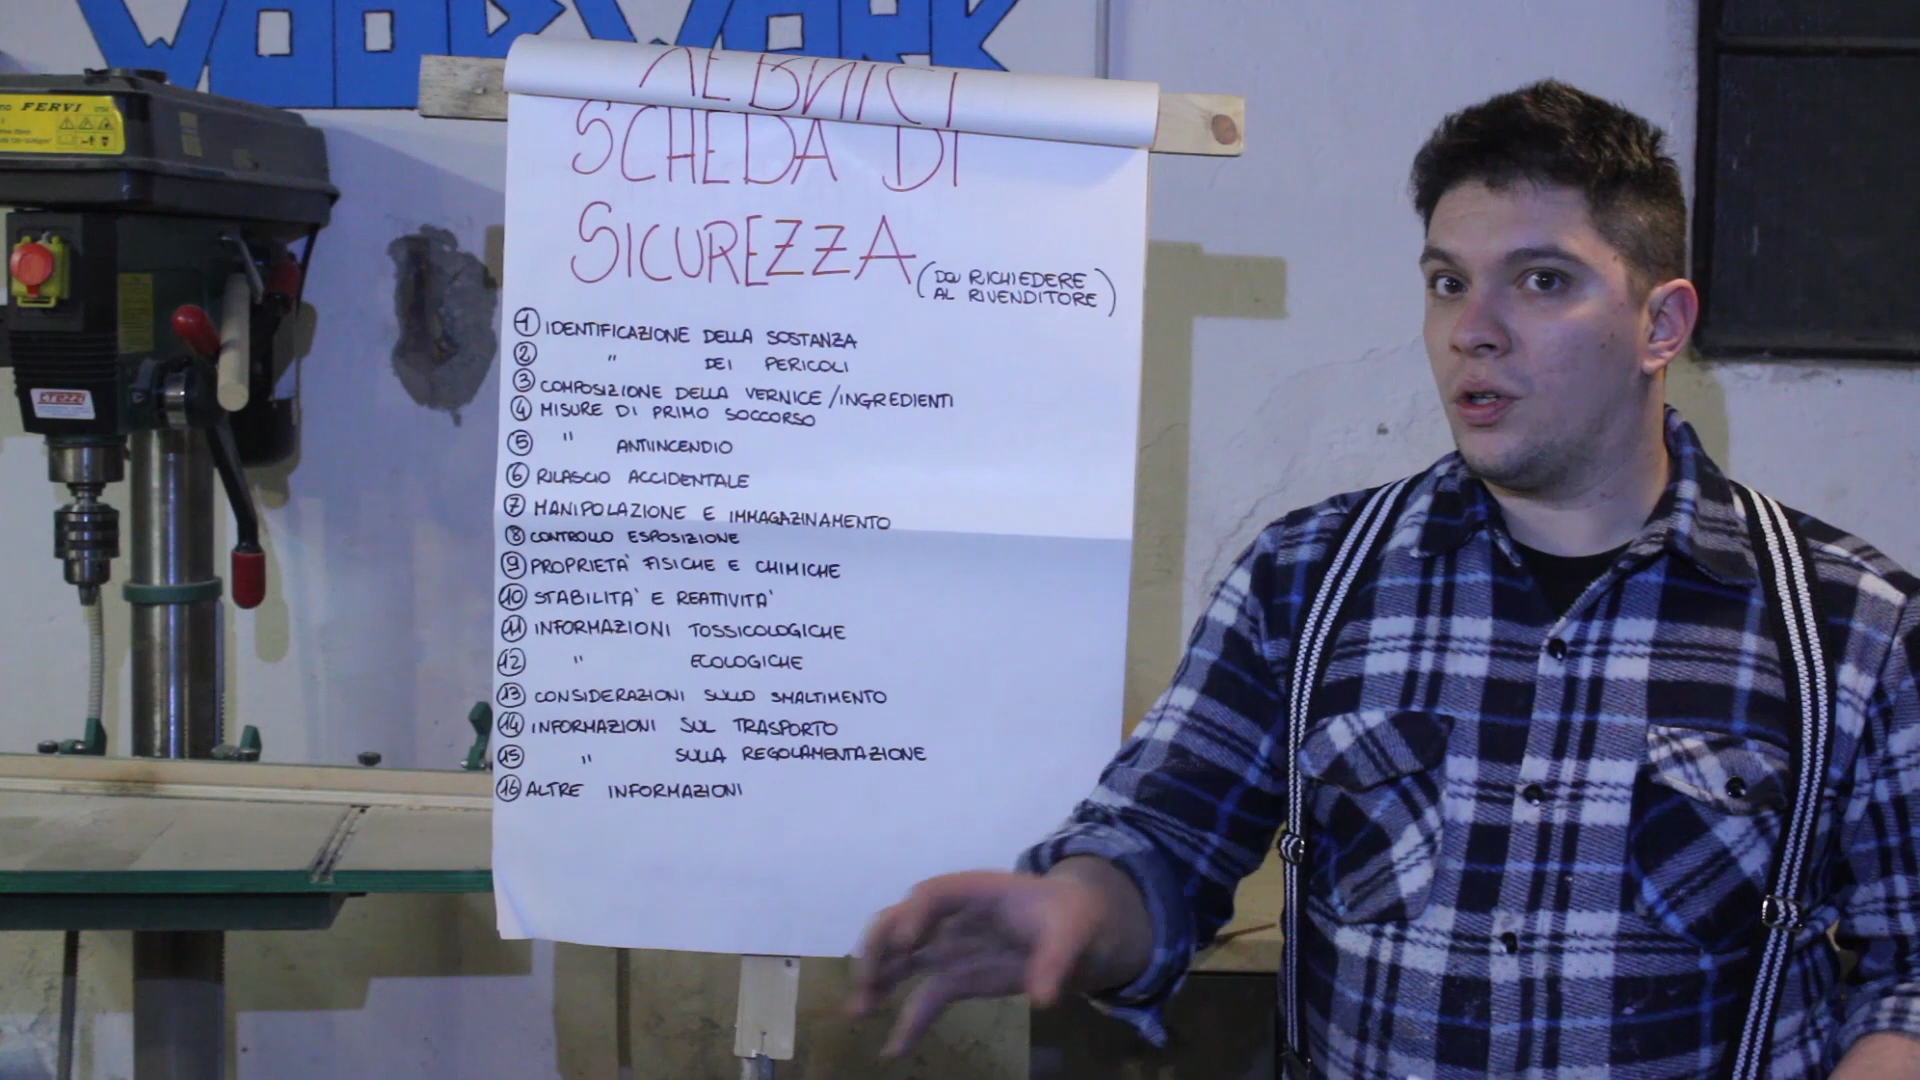 WOODWORK
FERVI
SCHEDA DI
SICUREZZA
(DA RICHIEDERE
AL RIVENDITORE)
1 IDENTIFICAZIONE DELLA SOSTANZA
2 " DEI PERICOLI
3 COMPOSIZIONE DELLA VERNICE/INGREDIENTI
4 MISURE DI PRIMO SOCCORSO
5 " ANTIINCENDIO
6 RILASCIO ACCIDENTALE
7 MANIPOLAZIONE E IMMAGAZINAMENTO
8 CONTROLLO ESPOSIZIONE
9 PROPRIETA' FISICHE E CHIMICHE
10 STABILITA' E REATTIVITA'
11 INFORMAZIONI TOSSICOLOGICHE
12 " ECOLOGICHE
13 CONSIDERAZIONI SULLO SMALTIMENTO
14 INFORMAZIONI SUL TRASPORTO
15 " SULLA REGOLAMENTAZIONE
16 ALTRE INFORMAZIONI